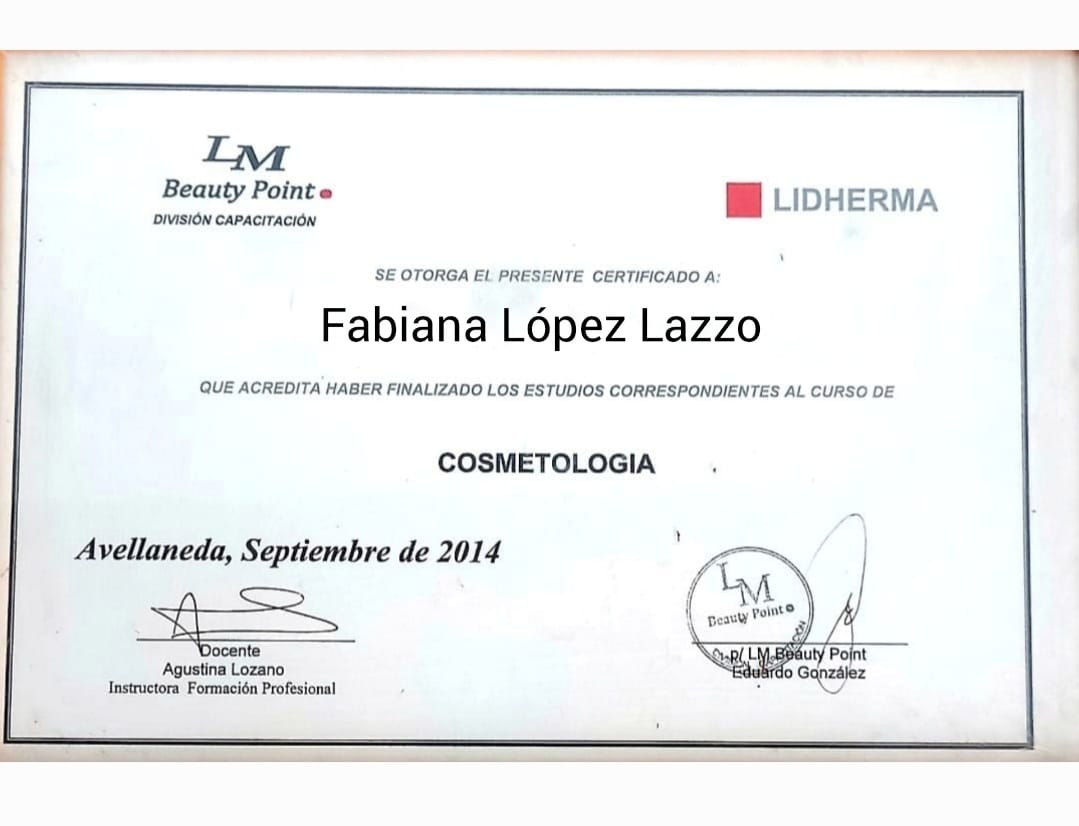 LM
Beauty Point
DIVISIÓN CAPACITACIÓN
LIDHERMA
SE OTORGA EL PRESENTE CERTIFICADO A:
Fabiana López Lazzo
QUE ACREDITA HABER FINALIZADO LOS ESTUDIOS CORRESPONDIENTES AL CURSO DE
COSMETOLOGIA
Avellaneda, Septiembre de 2014
Docente
Agustina Lozano
Instructora Formación Profesional
LM
Beauty Point
p/ LM Beauty Point
Eduardo González